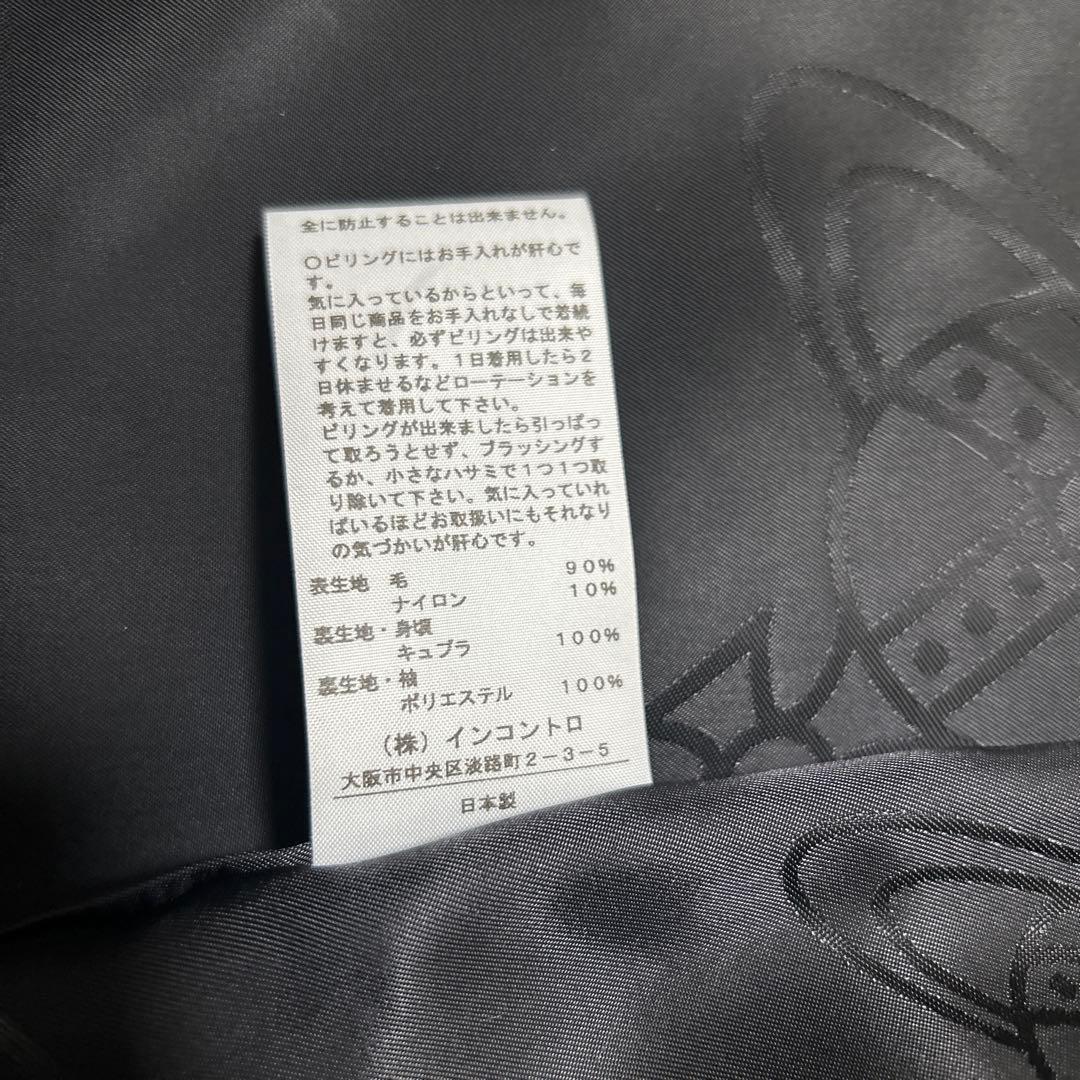 全に防止することは出来ません。
○ピリングにはお手入れが肝心で
す。
気に入っているからといって、毎
日同じ商品をお手入れなしで着続
けますと、必ずピリングは出来や
すくなります。1日着用したら2
日休ませるなどローテーションを
考えて着用して下さい。
ピリングが出来ましたら引っぱっ
て取ろうとせず、ブラッシングす
るか、小さなハサミで1つ1つ取
り除いて下さい。気に入っていれ
ばいるほどお取扱いにもそれなり
の気づかいが肝心です。
表生地 毛 90%
ナイロン 10%
裏生地・身頃
キュプラ 100%
裏生地・袖
ポリエステル 100%
(株)インコントロ
大阪市中央区淡路町2-3-5
日本製